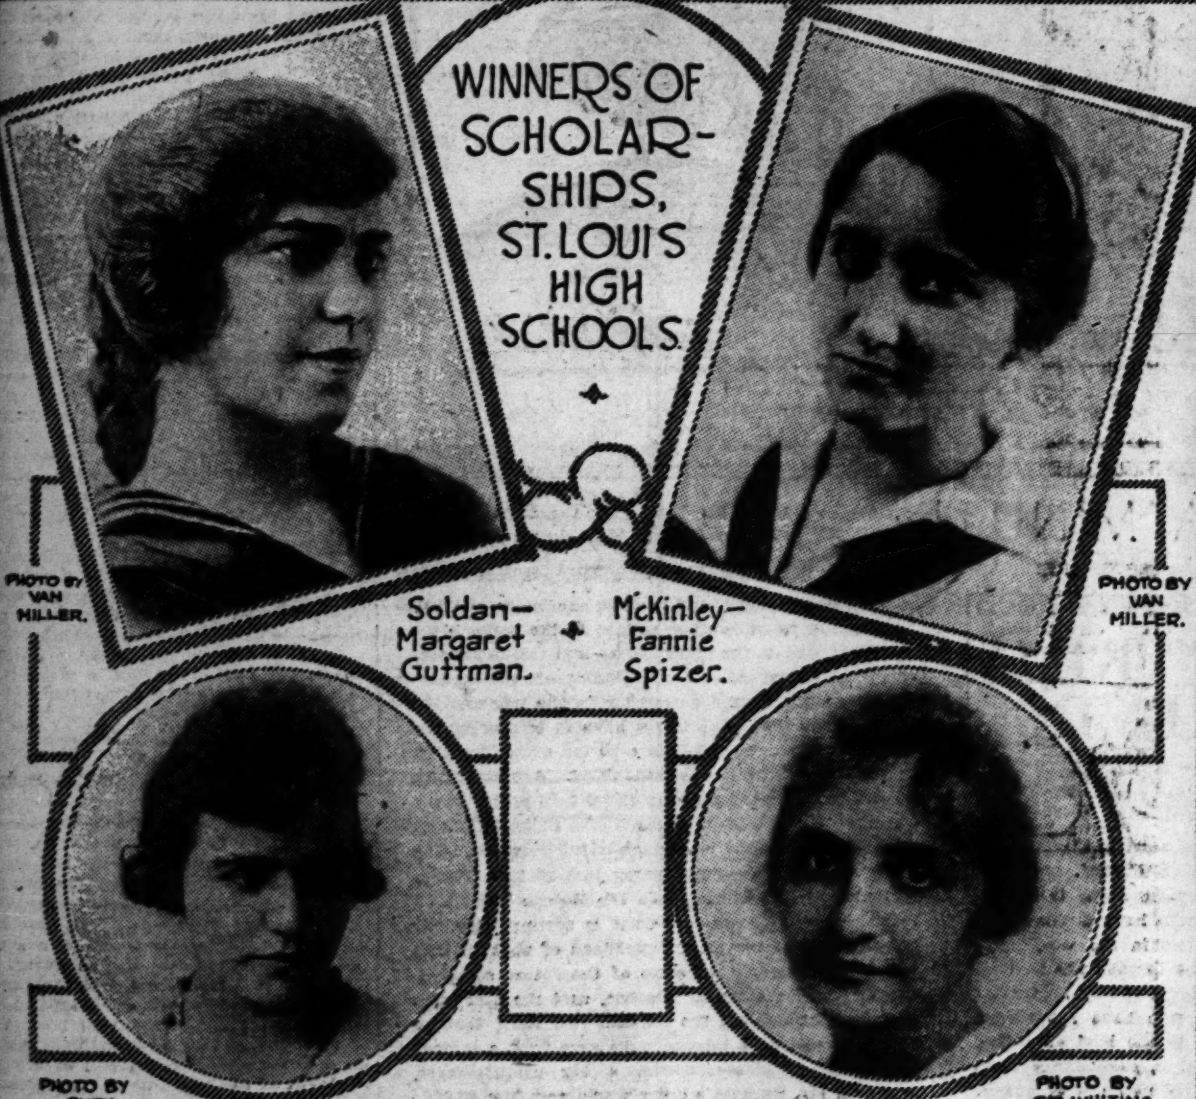 WINNERS OF
SCHOLAR-
SHIPS,
ST. LOUIS
HIGH
SCHOOLS.
PHOTO BY
VAN
MILLER.
PHOTO BY
VAN
MILLER.
Soldan—
Margaret
Guttman.
McKinley—
Fannie
Spizer.
PHOTO BY
PHOTO BY